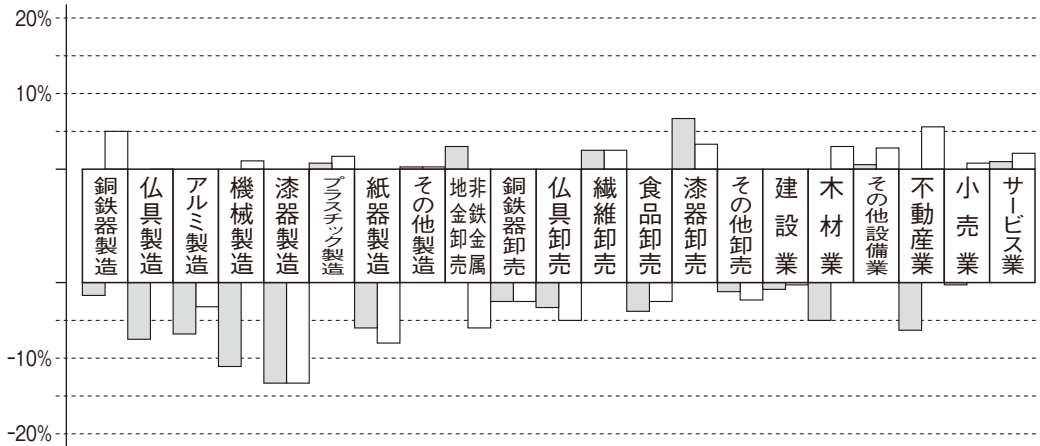 20%
10%
銅鉄器製造
仏具製造
アルミ製造
機械製造
漆器製造
プラスチック製造
紙器製造
その他製造
非鉄金属
地金卸売
銅鉄器卸売
仏具卸売
繊維卸売
食品卸売
漆器卸売
その他卸売
建設業
木材業
その他設備業
不動産業
小売業
サービス業
-10%
-20%